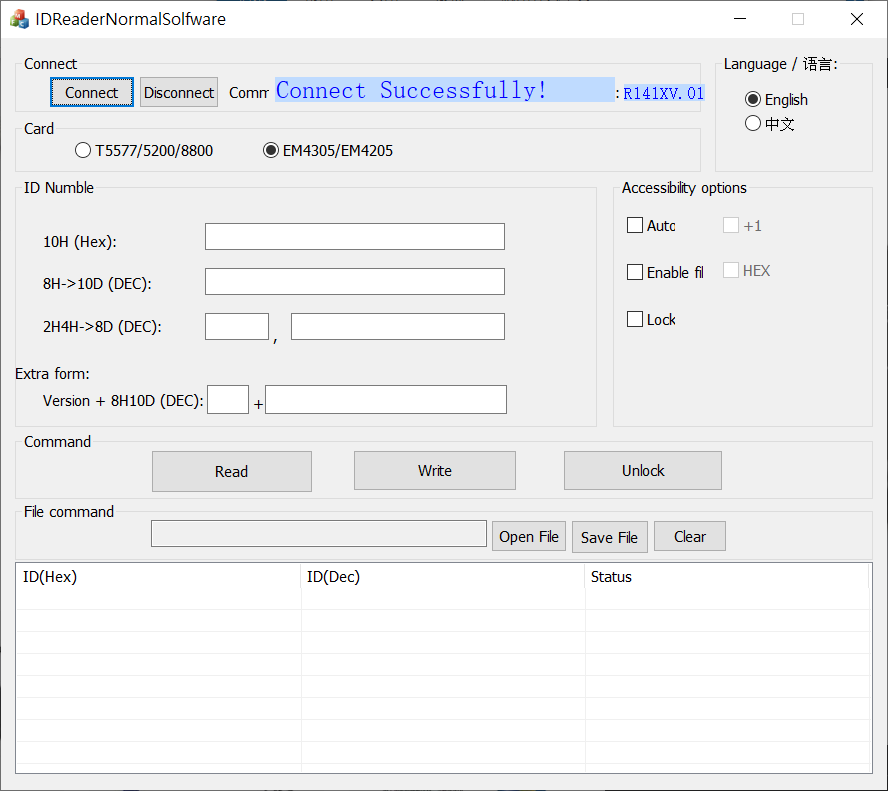 IDReaderNormalSolfware
Connect
Language / 语言:
Connect Disconnect Comm Connect Successfully! : R141XV.01
English
中文
Card
T5577/5200/8800 EM4305/EM4205
ID Numble
Accessibility options
10H (Hex):
Auto +1
8H->10D (DEC):
Enable fil HEX
2H4H->8D (DEC): ,
Lock
Extra form:
Version + 8H10D (DEC): +
Command
Read Write Unlock
File command
Open File Save File Clear
ID(Hex) ID(Dec) Status